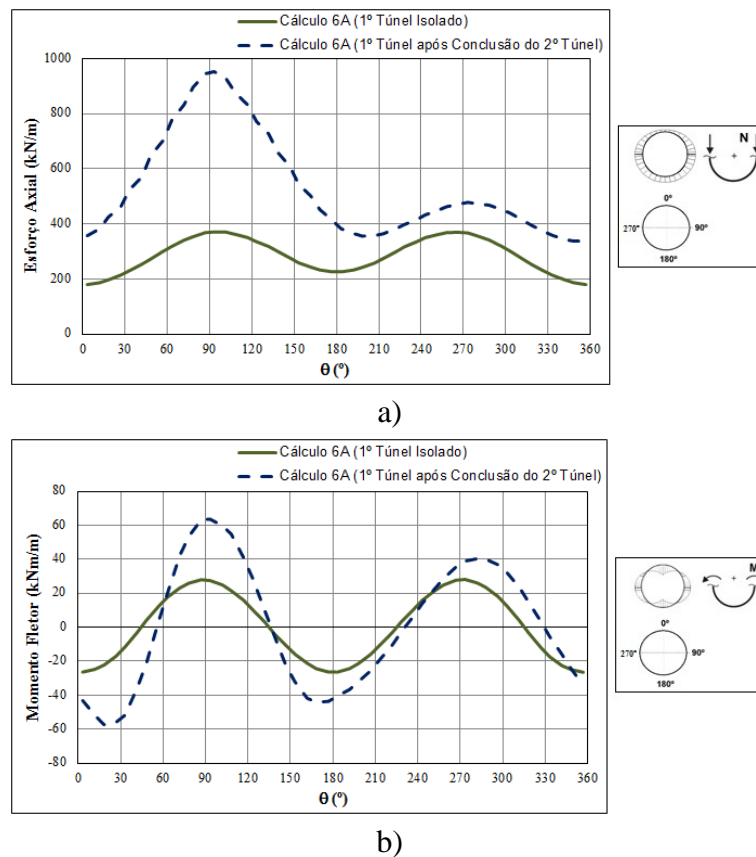 Cálculo 6A (1º Túnel Isolado)
Cálculo 6A (1º Túnel após Conclusão do 2º Túnel)
1000
800
600
400
200
0
Esforço Axial (kN/m)
0 30 60 90 120 150 180 210 240 270 300 330 360
θ (º)
N
0º
270º
90º
180º
a)
Cálculo 6A (1º Túnel Isolado)
Cálculo 6A (1º Túnel após Conclusão do 2º Túnel)
80
60
40
20
0
-20
-40
-60
-80
Momento Fletor (kNm/m)
0 30 60 90 120 150 180 210 240 270 300 330 360
θ (º)
M
0º
270º
90º
180º
b)